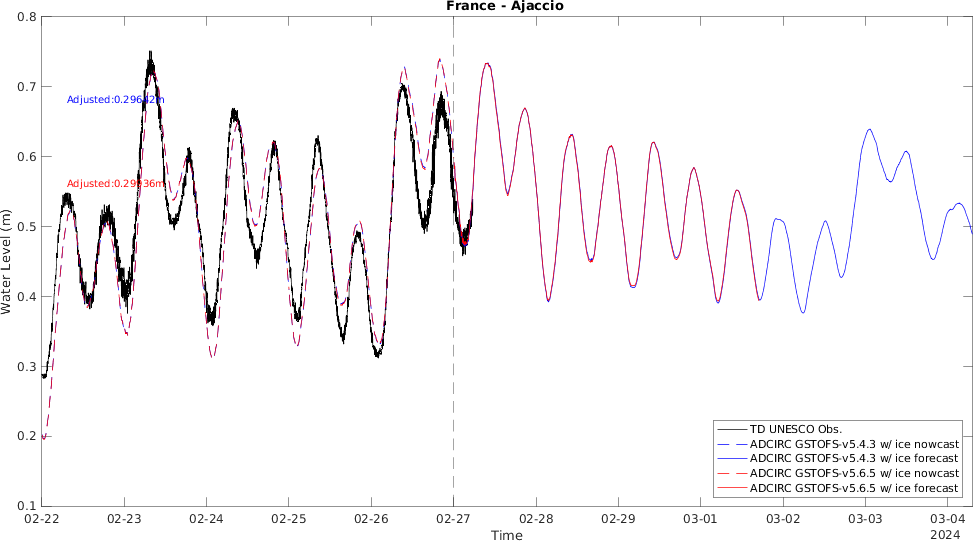 France - Ajaccio
0.8
0.7
0.6
0.5
0.4
0.3
0.2
0.1
Water Level (m)
Adjusted:0.29642m
Adjusted:0.29936m
TD UNESCO Obs.
ADCIRC GSTOFS-v5.4.3 w/ ice nowcast
ADCIRC GSTOFS-v5.4.3 w/ ice forecast
ADCIRC GSTOFS-v5.6.5 w/ ice nowcast
ADCIRC GSTOFS-v5.6.5 w/ ice forecast
02-22 02-23 02-24 02-25 02-26 02-27 02-28 02-29 03-01 03-02 03-03 03-04
Time
2024